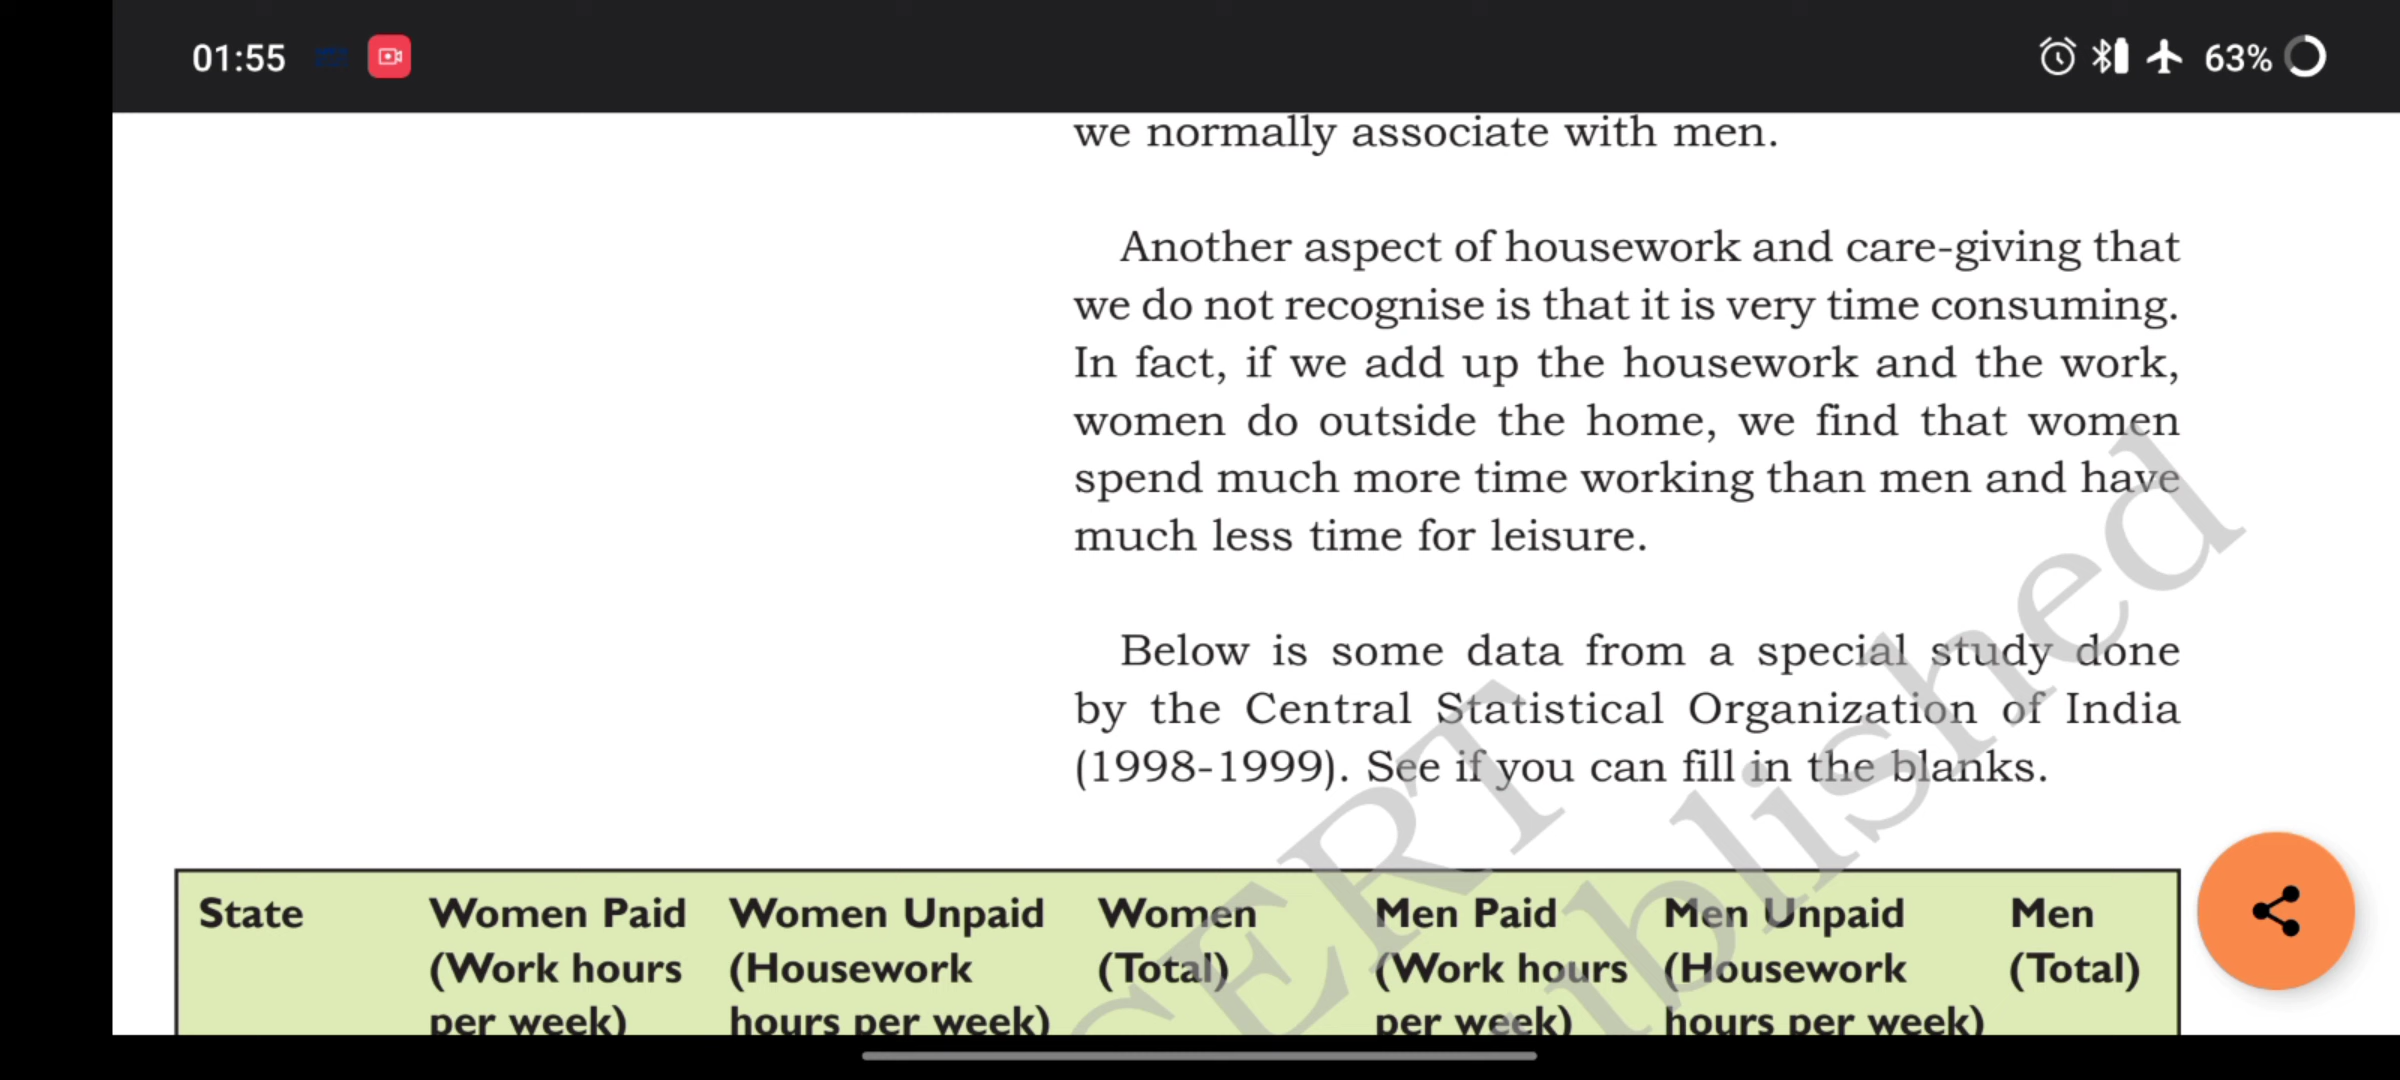 01:55
63%
we normally associate with men.
Another aspect of housework and care-giving that
we do not recognise is that it is very time consuming.
In fact, if we add up the housework and the work,
women do outside the home, we find that women
spend much more time working than men and have
much less time for leisure.
Below is some data from a special study done
by the Central Statistical Organization of India
(1998-1999). See if you can fill in the blanks.
State Women Paid Women Unpaid Women Men Paid Men Unpaid Men
(Work hours (Housework (Total) (Work hours (Housework (Total)
per week) hours per week) per week) hours per week)